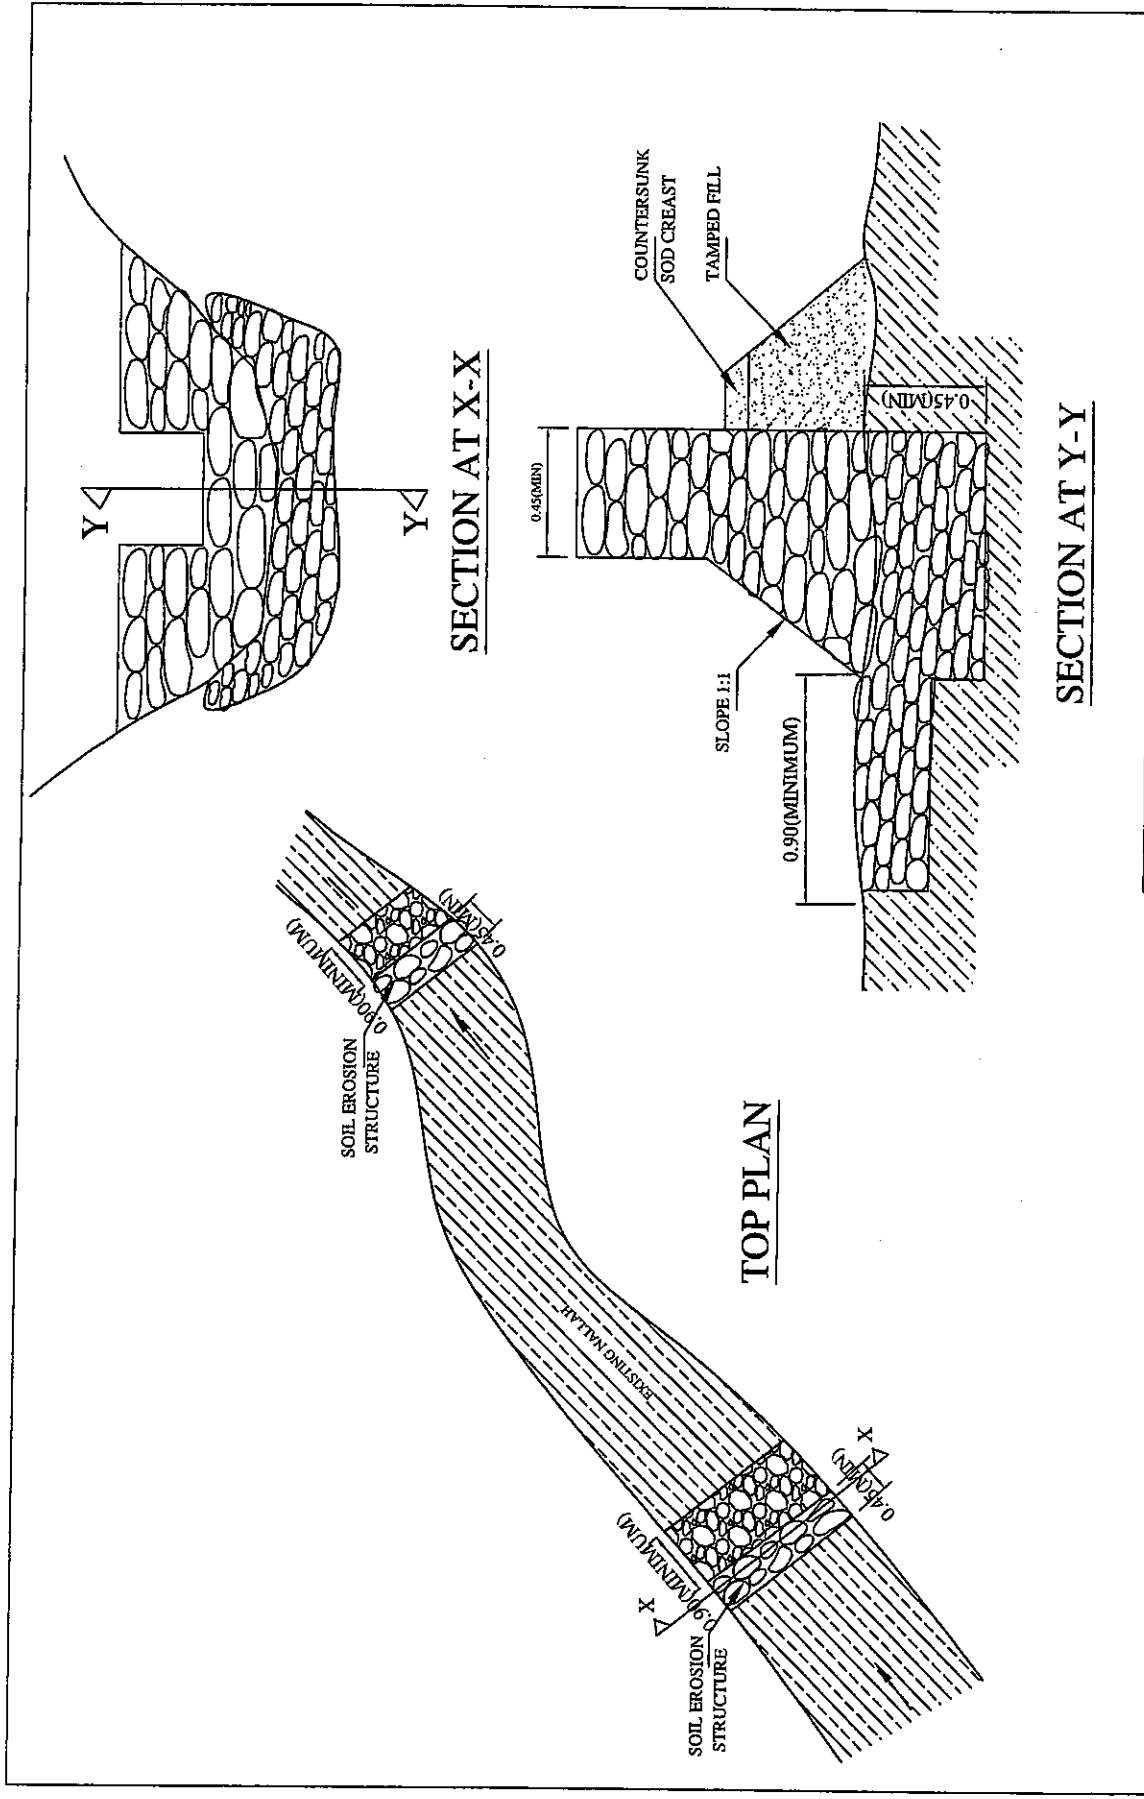 SOIL EROSION
STRUCTURE
0.90(MINIMUM)
X
X
0.45(MIN)
EXISTING NALLAH
SOIL EROSION
STRUCTURE
0.90(MINIMUM)
0.45(MIN)
TOP PLAN
Y
Y
SECTION AT X-X
0.90(MINIMUM)
SLOPE 1:1
0.45(MIN)
COUNTERSUNK
SOD CREAST
TAMPED FILL
0.45(MIN)
SECTION AT Y-Y